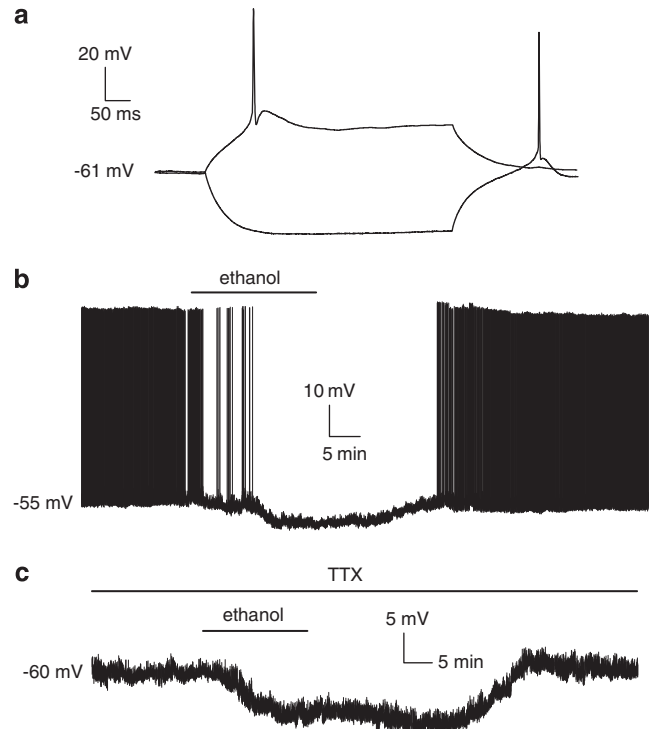 a
20 mV
50 ms
-61 mV
b
ethanol
10 mV
5 min
-55 mV
c
TTX
ethanol
5 mV
5 min
-60 mV